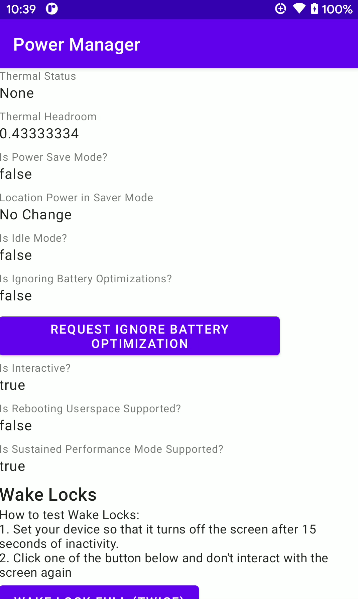 10:39
100%
Power Manager
Thermal Status
None
Thermal Headroom
0.43333334
Is Power Save Mode?
false
Location Power in Saver Mode
No Change
Is Idle Mode?
false
Is Ignoring Battery Optimizations?
false
REQUEST IGNORE BATTERY
OPTIMIZATION
Is Interactive?
true
Is Rebooting Userspace Supported?
false
Is Sustained Performance Mode Supported?
true
Wake Locks
How to test Wake Locks:
1. Set your device so that it turns off the screen after 15
seconds of inactivity.
2. Click one of the button below and don't interact with the
screen again
WAKE LOCK FULL (TWICE)